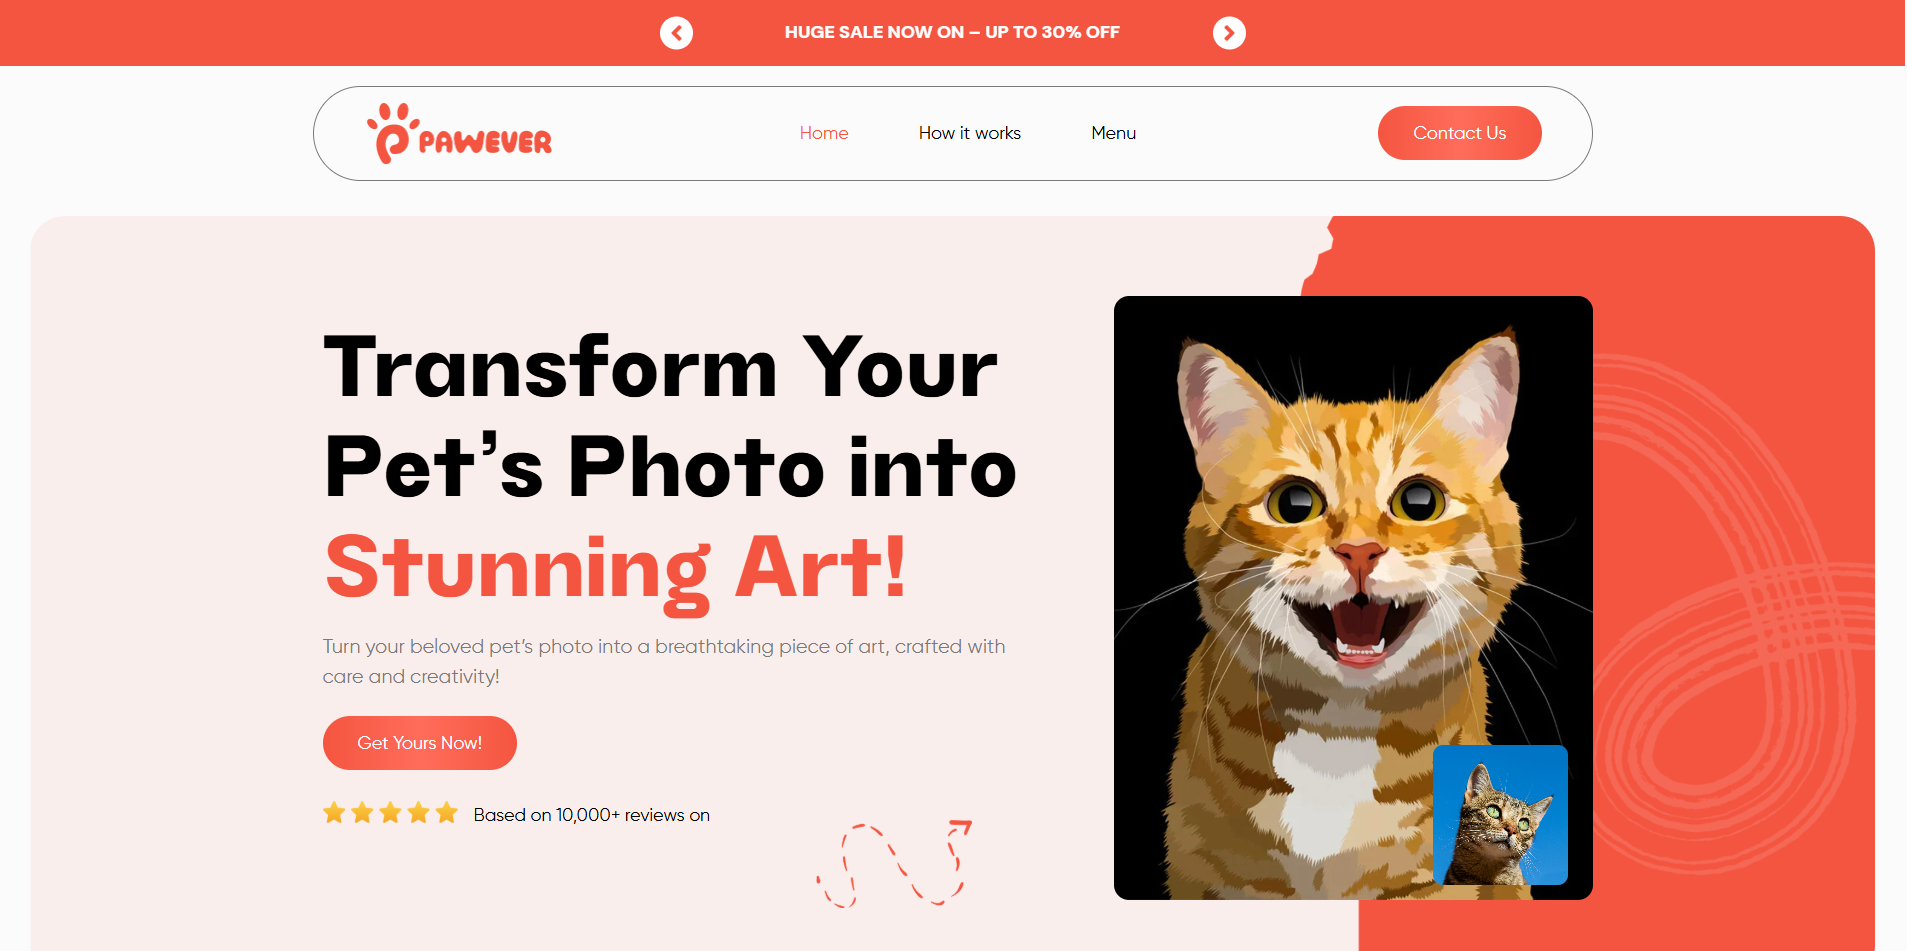 HUGE SALE NOW ON – UP TO 30% OFF
PAWEVER
Home
How it works
Menu
Contact Us
Transform Your
Pet’s Photo into
Stunning Art!
Turn your beloved pet’s photo into a breathtaking piece of art, crafted with
care and creativity!
Get Yours Now!
Based on 10,000+ reviews on